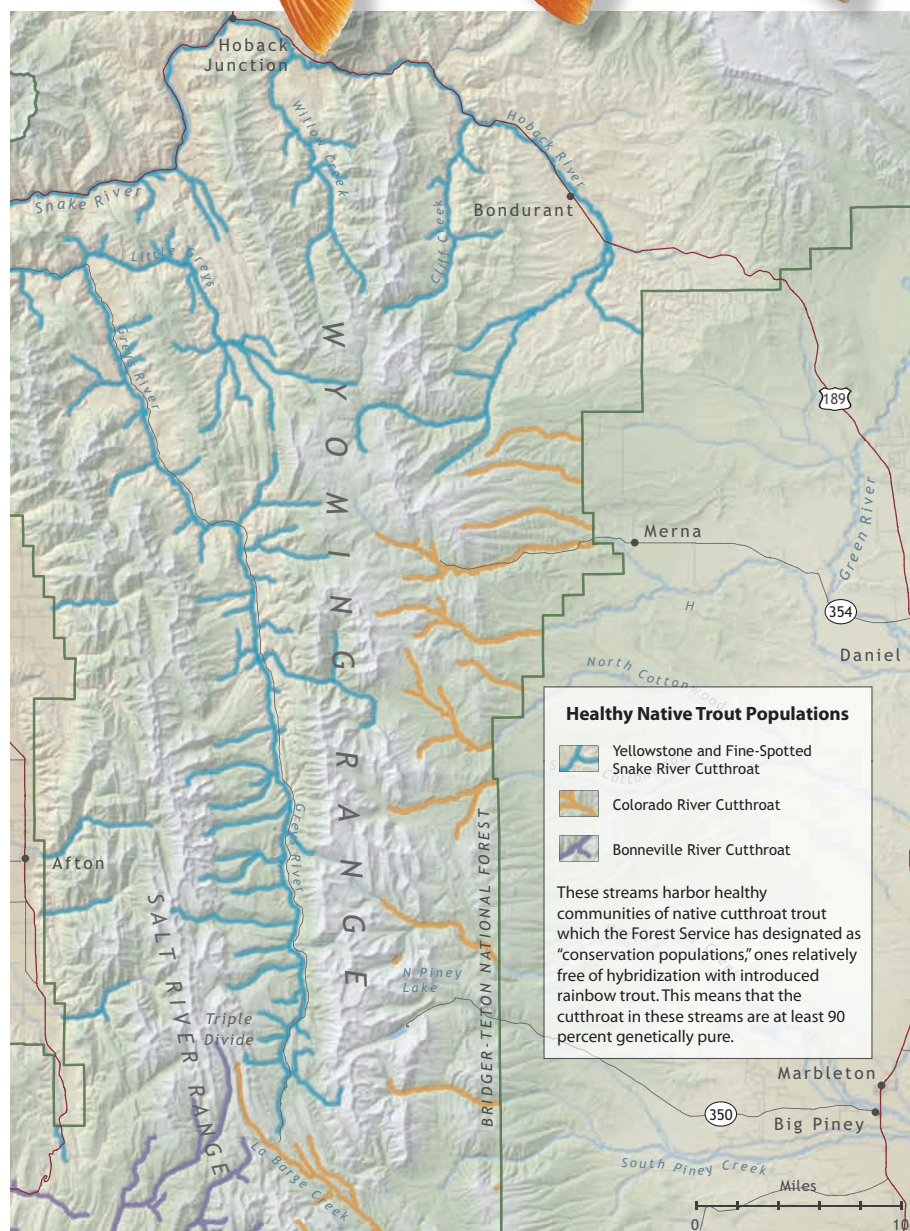 Hoback
Junction
Willow Creek
Hoback River
Snake River
Bondurant
Cliff Creek
Little Greys
Greys River
WYOMING RANGE
189
Green River
Merna
354
H
Daniel
North Cottonwood
Healthy Native Trout Populations
Yellowstone and Fine-Spotted
Snake River Cutthroat
Colorado River Cutthroat
Bonneville River Cutthroat
These streams harbor healthy
communities of native cutthroat trout
which the Forest Service has designated as
“conservation populations,” ones relatively
free of hybridization with introduced
rainbow trout. This means that the
cutthroat in these streams are at least 90
percent genetically pure.
Greys River
Afton
BRIDGER-TETON NATIONAL FOREST
SALT RIVER RANGE
N Piney
Lake
Triple
Divide
Marbleton
350
Big Piney
La Barge Creek
South Piney Creek
Miles
0 10